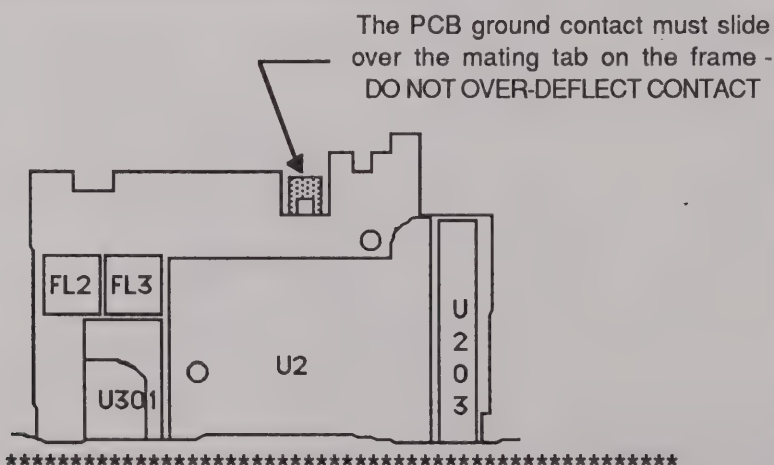 The PCB ground contact must slide
over the mating tab on the frame -
DO NOT OVER-DEFLECT CONTACT
FL2 FL3
U301
U2
U
2
0
3
****************************************************